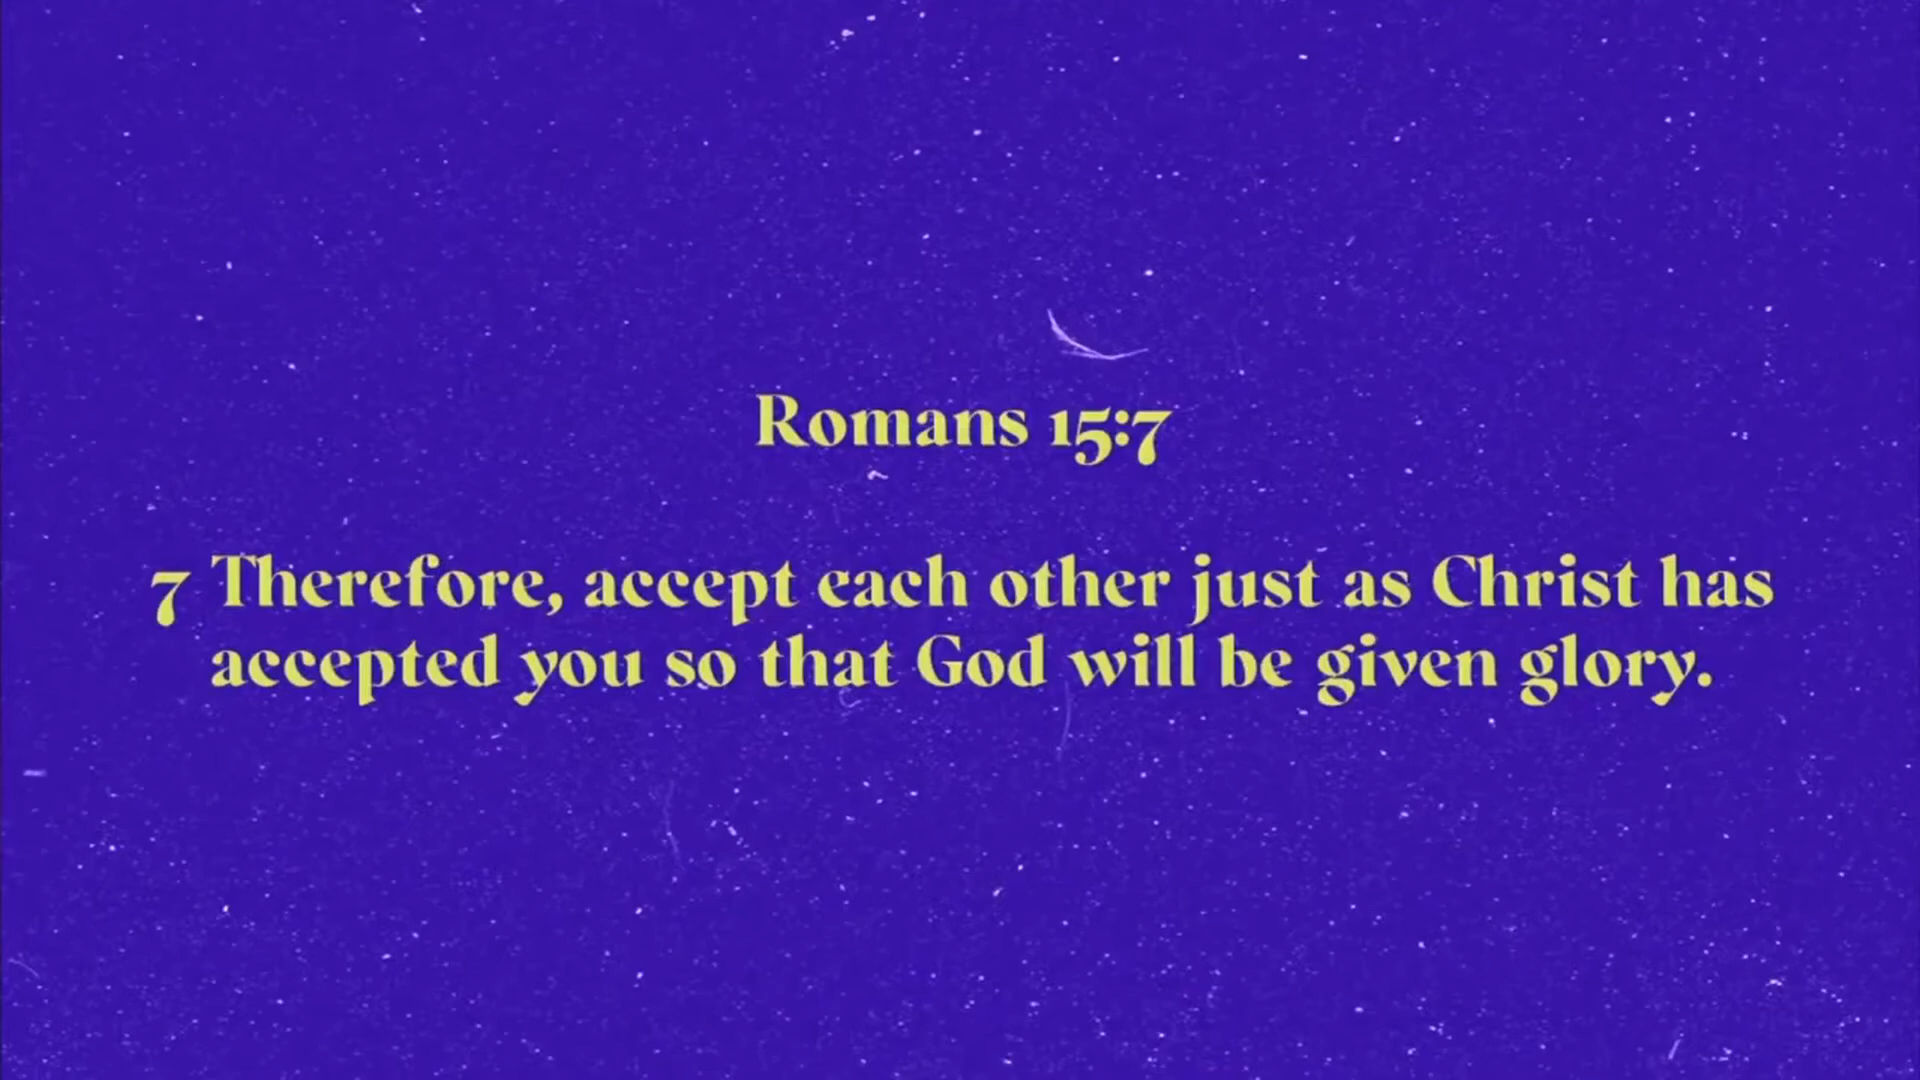 Romans 15:7
7 Therefore, accept each other just as Christ has
accepted you so that God will be given glory.